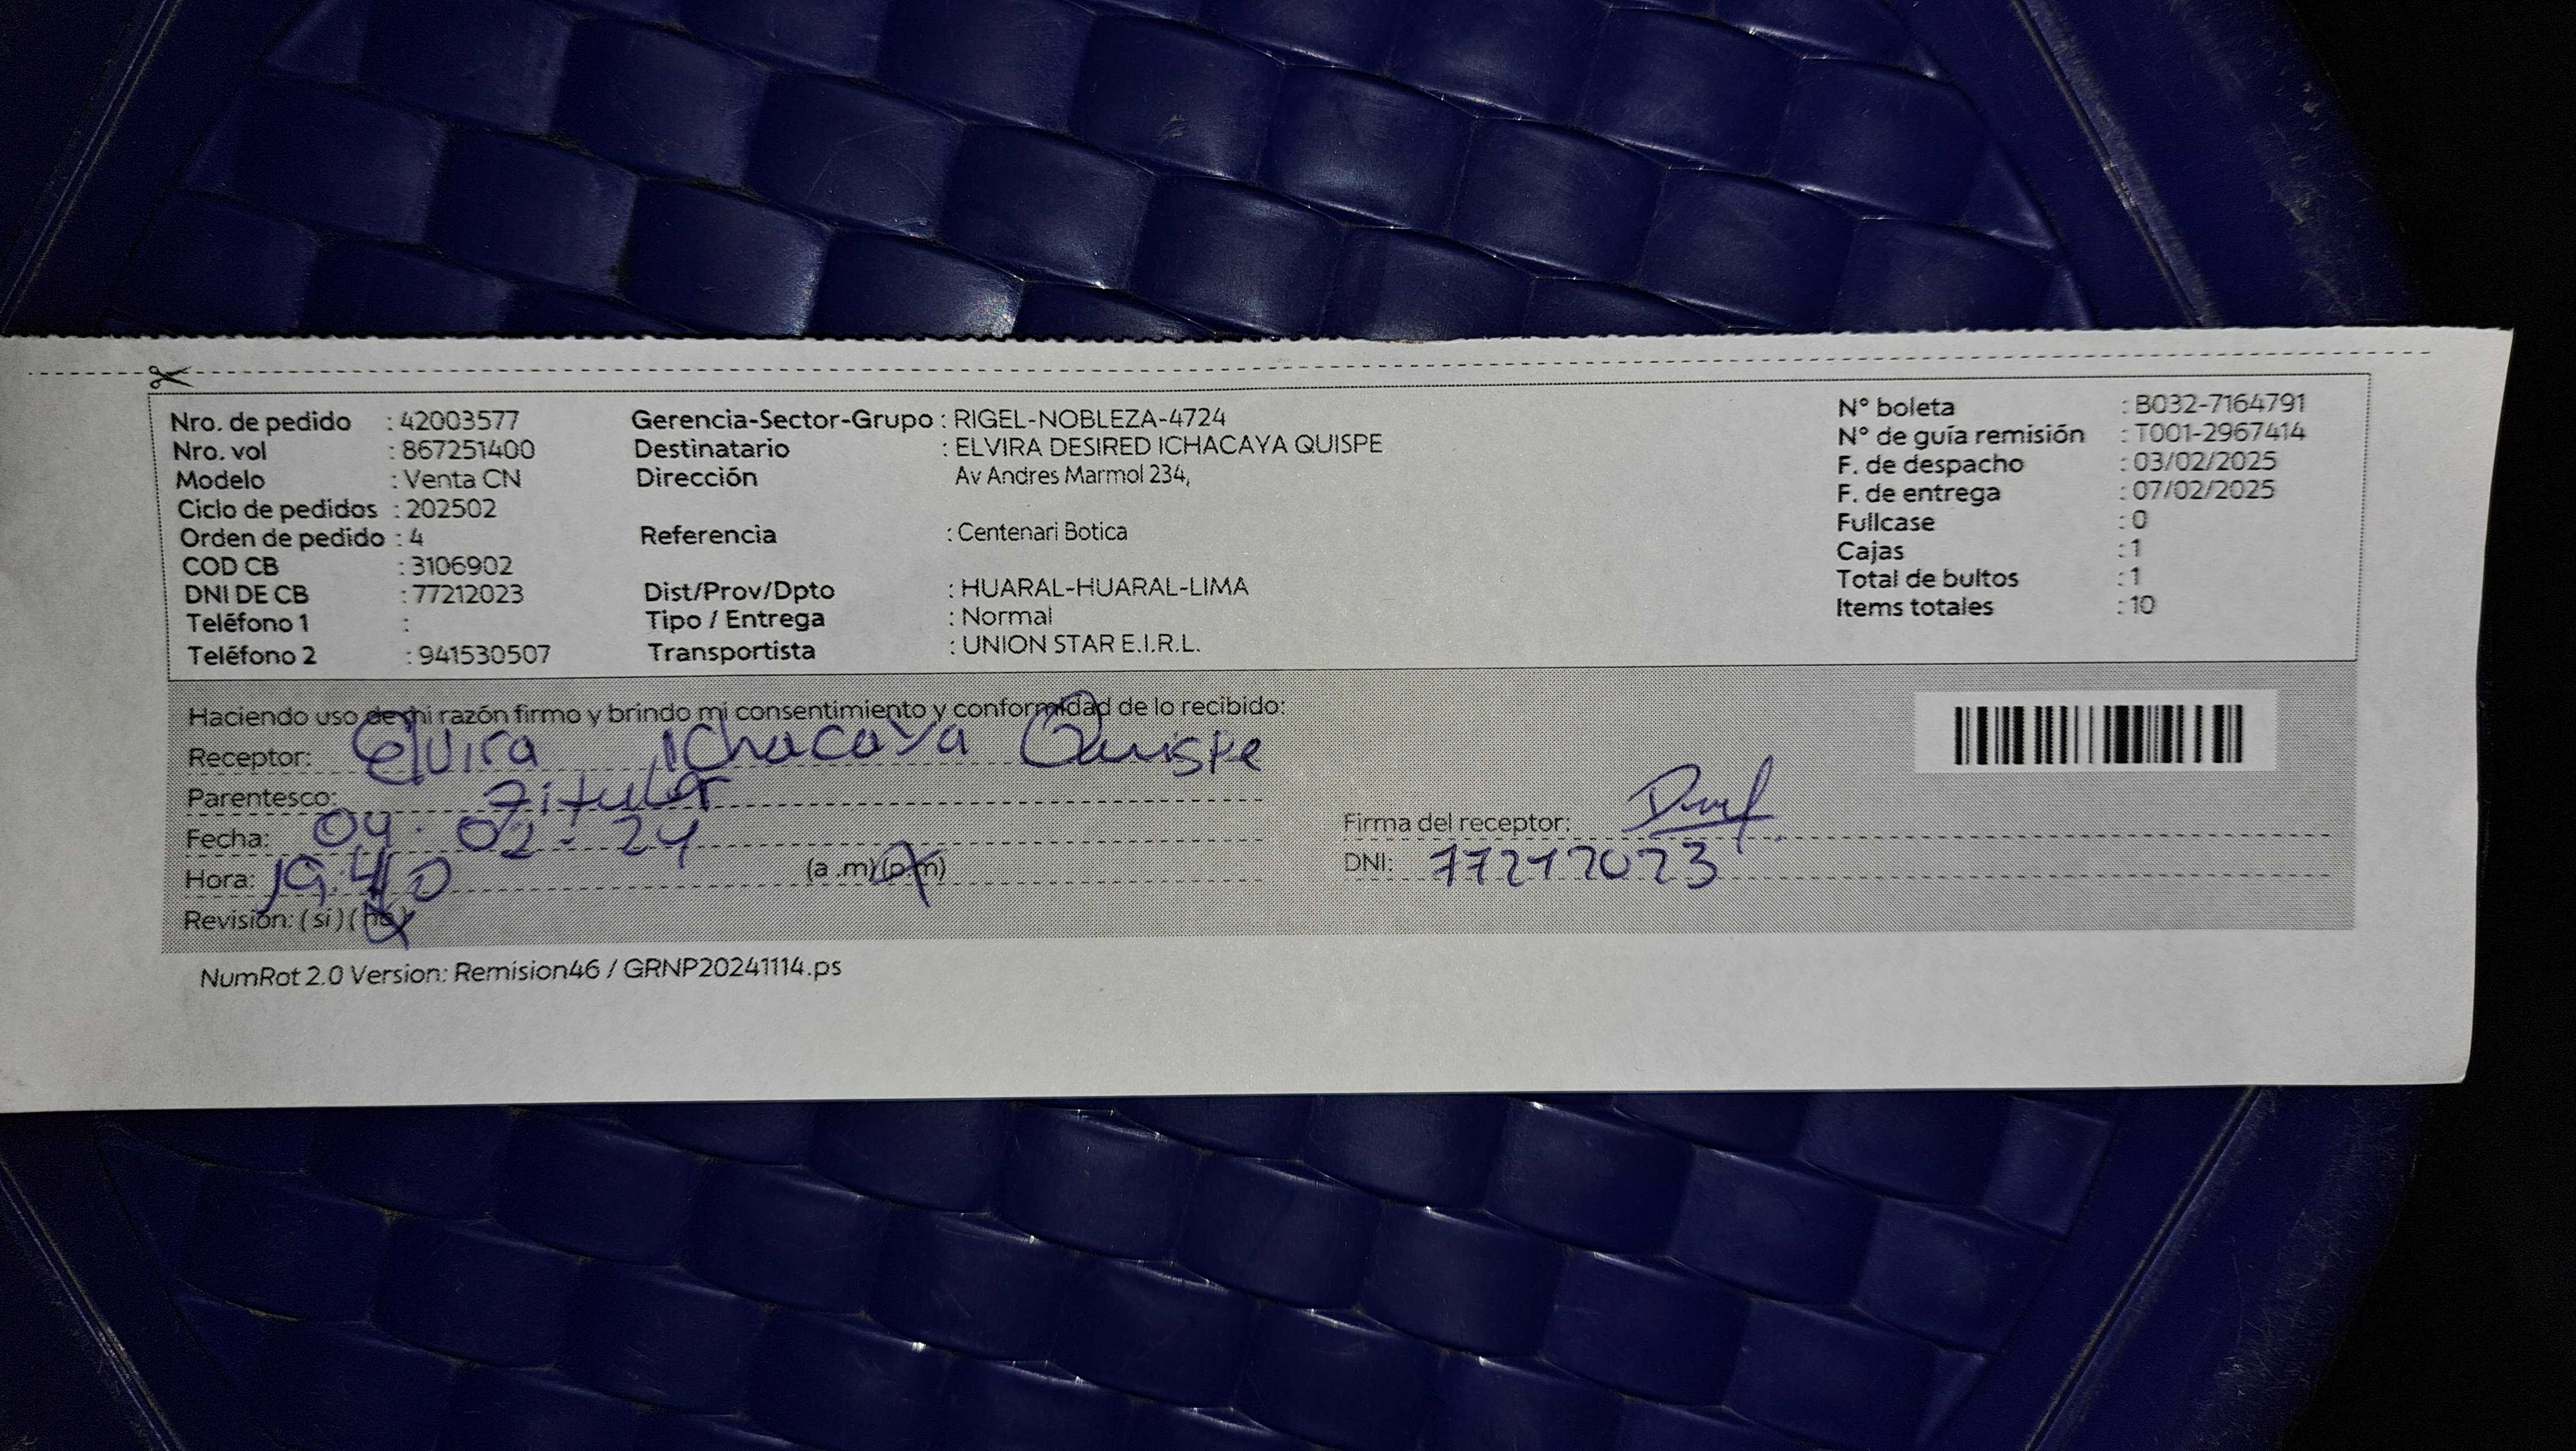 Nro. de pedido : 42003577
Nro. vol : 867251400
Modelo : Venta CN
Ciclo de pedidos : 202502
Orden de pedido : 4
COD CB : 3106902
DNI DE CB : 77212023
Teléfono 1 :
Teléfono 2 : 941530507
Gerencia-Sector-Grupo : RIGEL-NOBLEZA-4724
Destinatario : ELVIRA DESIRED ICHACAYA QUISPE
Dirección Av Andres Marmol 234,
Referencia : Centenari Botica
Dist/Prov/Dpto : HUARAL-HUARAL-LIMA
Tipo / Entrega : Normal
Transportista : UNION STAR E.I.R.L.
N° boleta : B032-7164791
N° de guía remisión : T001-2967414
F. de despacho : 03/02/2025
F. de entrega : 07/02/2025
Fullcase : 0
Cajas : 1
Total de bultos : 1
Items totales : 10
Haciendo uso de mi razón firmo y brindo mi consentimiento y conformidad de lo recibido:
Receptor: Elvira Ichacaya Quispe
Parentesco: Titular
Fecha: 04 - 02 - 24
Hora: 19:40 (a .m)(p.m)
Revisión: (si) (no)
Firma del receptor:
DNI: 77212023
NumRot 2.0 Version: Remision46 / GRNP20241114.ps